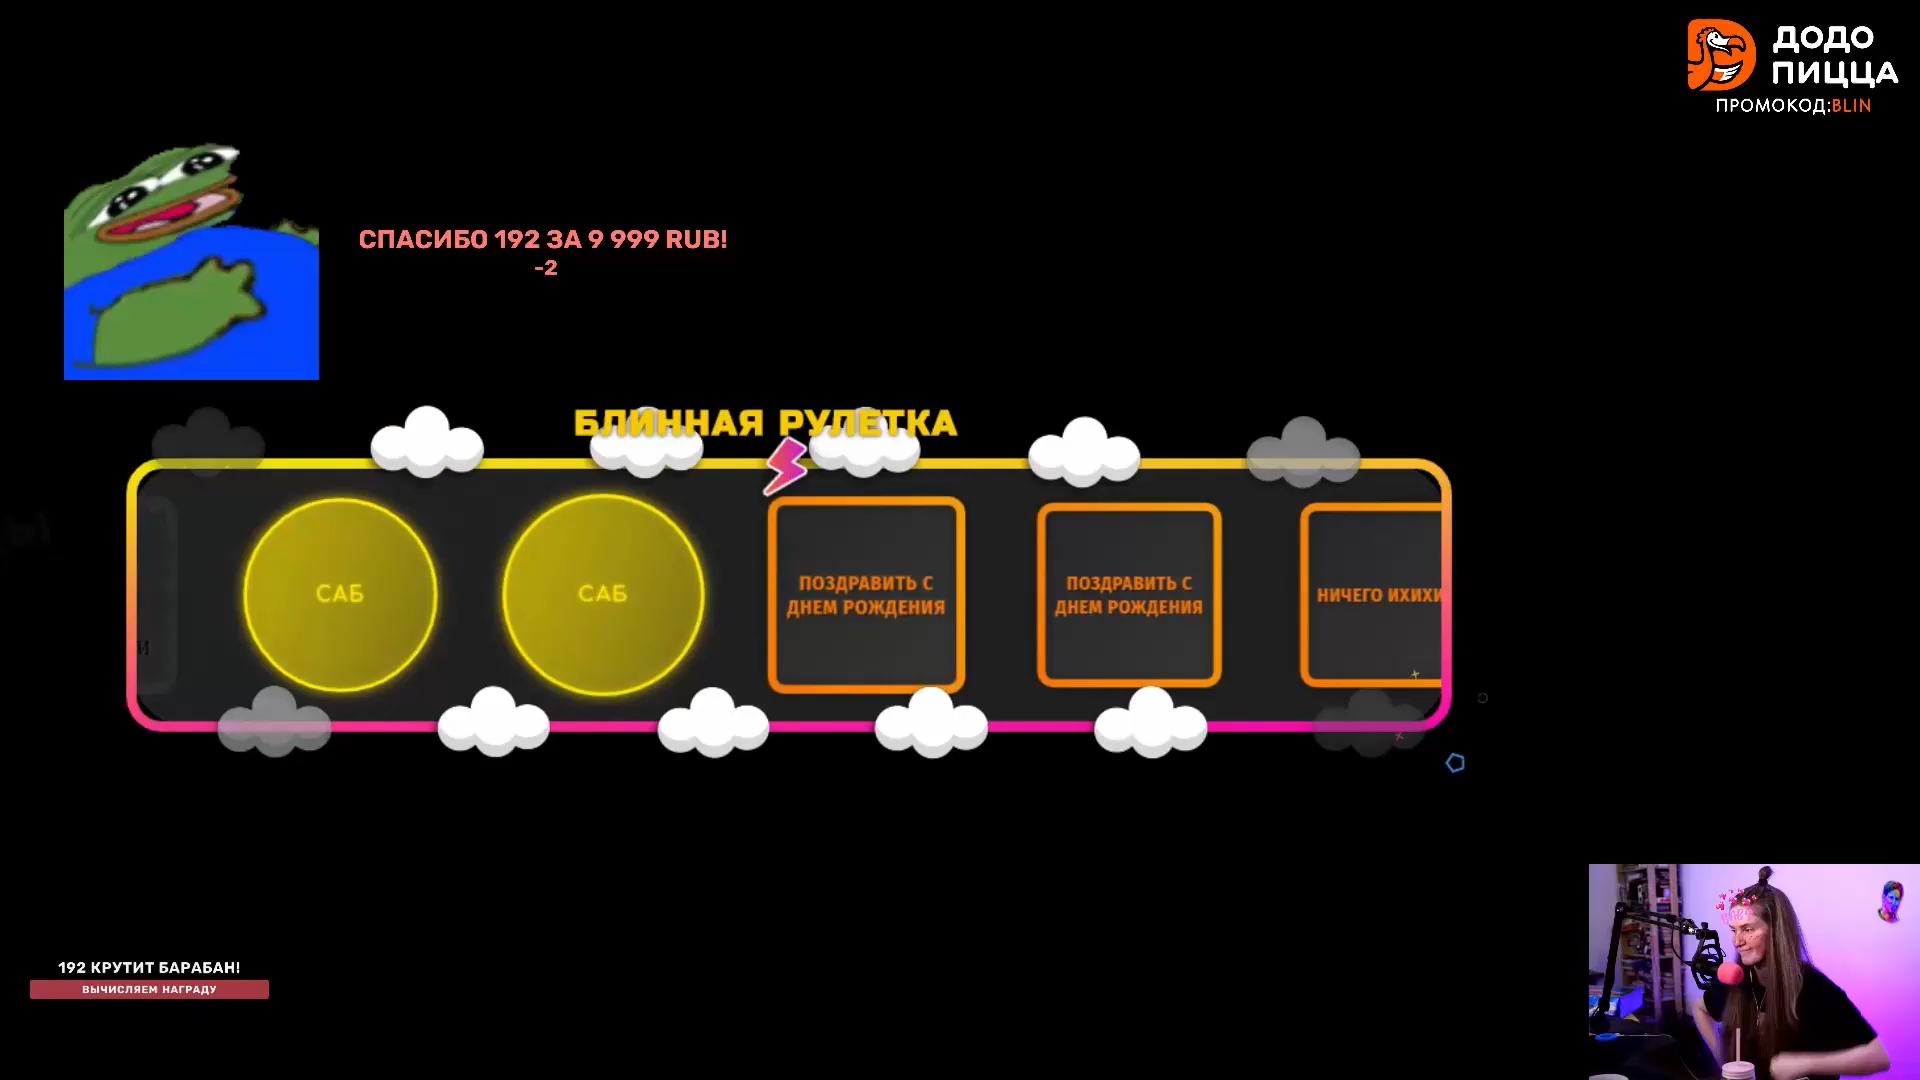 ДОДО
ПИЦЦА
ПРОМОКОД:BLIN
СПАСИБО 192 ЗА 9 999 RUB!
-2
БЛИННАЯ РУЛЕТКА
САБ
САБ
ПОЗДРАВИТЬ С
ДНЕМ РОЖДЕНИЯ
ПОЗДРАВИТЬ С
ДНЕМ РОЖДЕНИЯ
НИЧЕГО ИХИХИ
192 КРУТИТ БАРАБАН!
ВЫЧИСЛЯЕМ НАГРАДУ